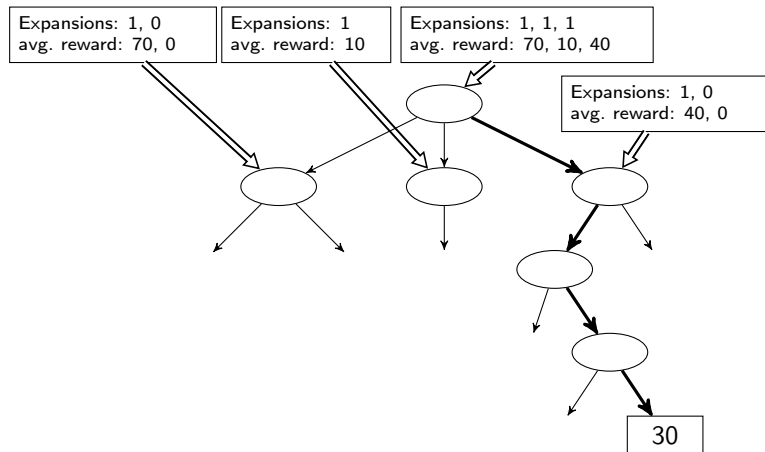 Expansions: 1, 0
avg. reward: 70, 0
Expansions: 1
avg. reward: 10
Expansions: 1, 1, 1
avg. reward: 70, 10, 40
Expansions: 1, 0
avg. reward: 40, 0
30